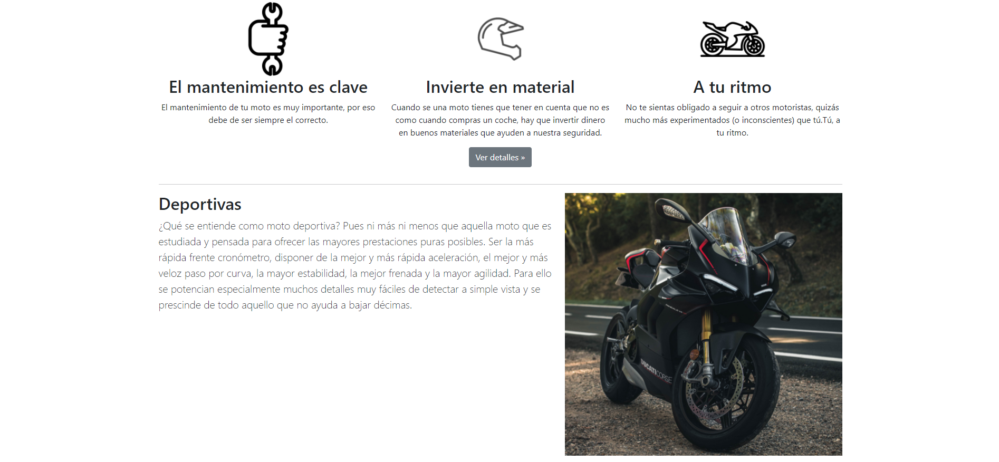 El mantenimiento es clave
El mantenimiento de tu moto es muy importante, por eso
debe de ser siempre el correcto.
Invierte en material
Cuando se una moto tienes que tener en cuenta que no es
como cuando compras un coche, hay que invertir dinero
en buenos materiales que ayuden a nuestra seguridad.
Ver detalles »
A tu ritmo
No te sientas obligado a seguir a otros motoristas, quizás
mucho más experimentados (o inconscientes) que tú.Tú, a
tu ritmo.
Deportivas
¿Qué se entiende como moto deportiva? Pues ni más ni menos que aquella moto que es
estudiada y pensada para ofrecer las mayores prestaciones puras posibles. Ser la más
rápida frente cronómetro, disponer de la mejor y más rápida aceleración, el mejor y más
veloz paso por curva, la mayor estabilidad, la mejor frenada y la mayor agilidad. Para ello
se potencian especialmente muchos detalles muy fáciles de detectar a simple vista y se
prescinde de todo aquello que no ayuda a bajar décimas.
DUCATICORSE